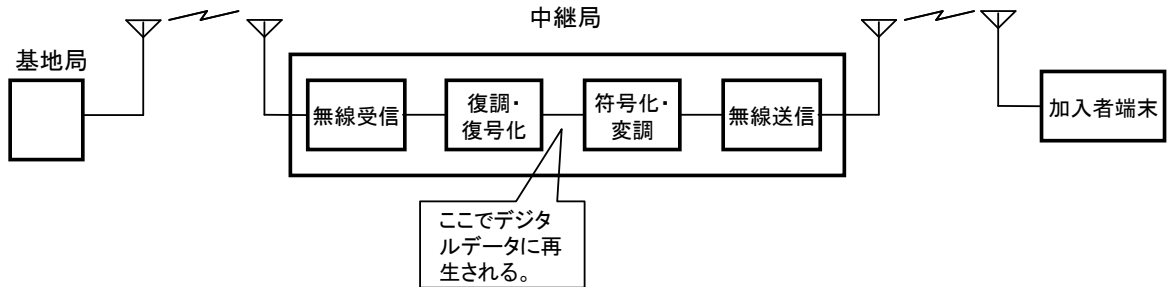 中継局
基地局
無線受信
復調・
復号化
符号化・
変調
無線送信
加入者端末
ここでデジタ
ルデータに再
生される。